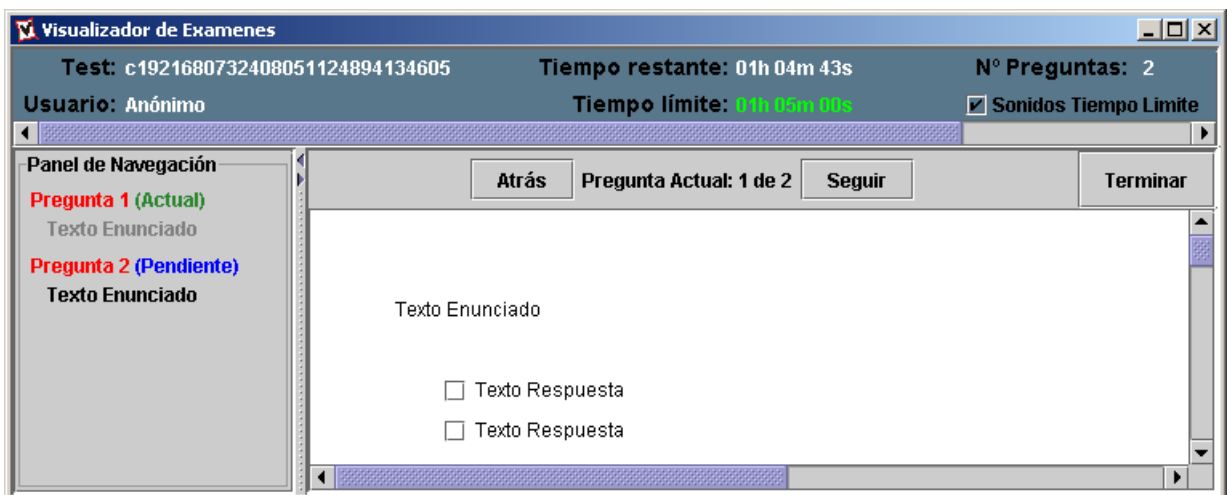 Visualizador de Examenes
Test: c1921680732408051124894134605 Tiempo restante: 01h 04m 43s Nº Preguntas: 2
Usuario: Anónimo Tiempo límite: 01h 05m 00s Sonidos Tiempo Limite
Panel de Navegación
Pregunta 1 (Actual)
Texto Enunciado
Pregunta 2 (Pendiente)
Texto Enunciado
Atrás Pregunta Actual: 1 de 2 Seguir Terminar
Texto Enunciado
Texto Respuesta
Texto Respuesta